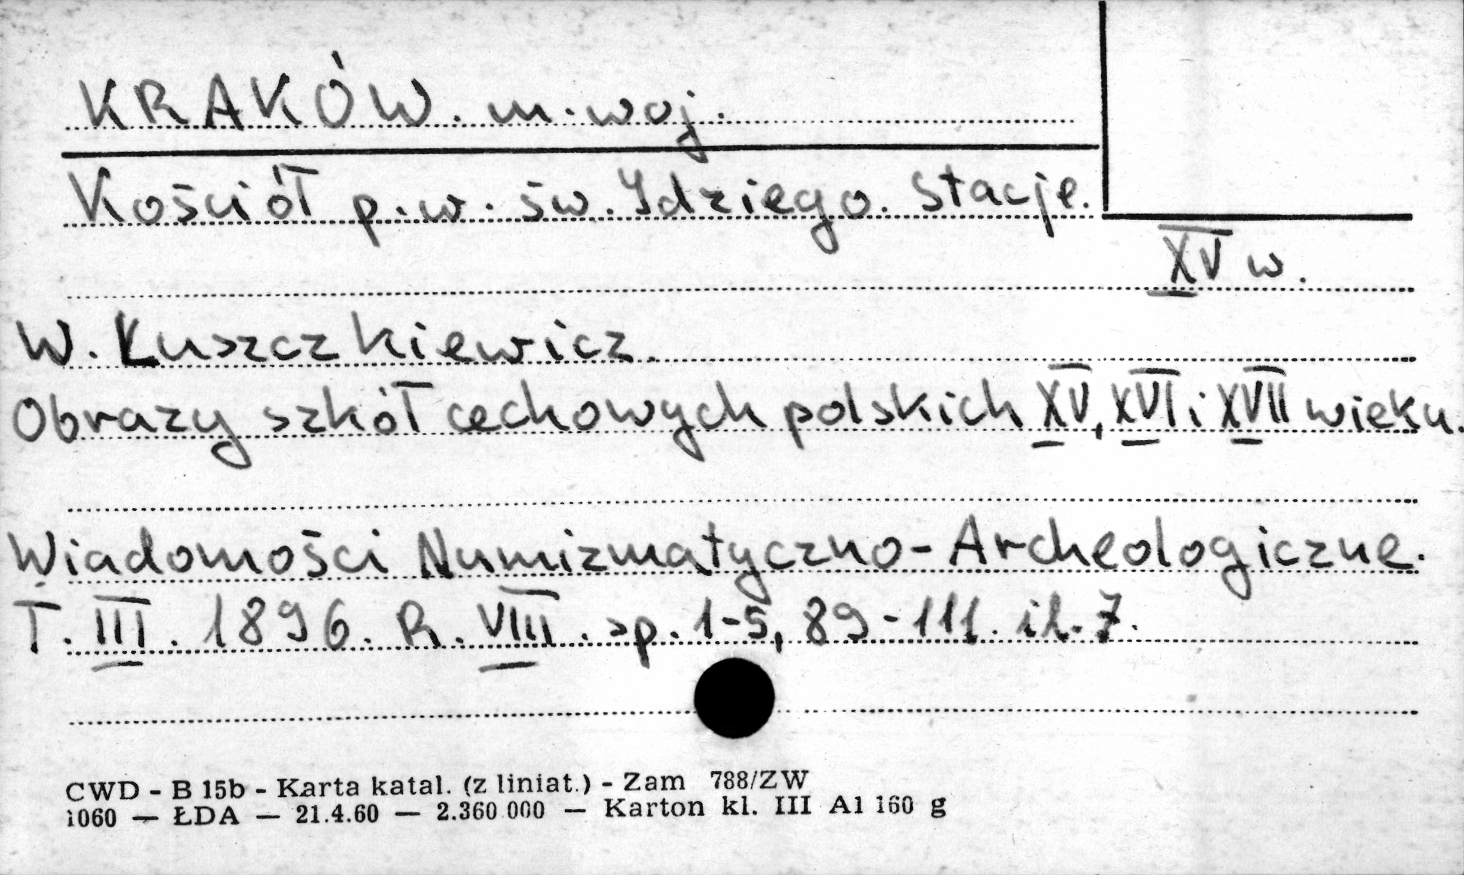 KRAKÓW. m. woj.
Kościół p.w. św. Idziego. Stacje.
XV w.
W. Łuszczkiewicz.
Obrazy szkół cechowych polskich XV, XVI i XVII wieku.
Wiadomości Numizmatyczno-Archeologiczne.
T. III. 1896. R. VIII. sp. 1-5, 89-111. il. 7.
CWD - B 15b - Karta katal. (z liniat.) - Zam 788/ZW
1060 — ŁDA — 21.4.60 — 2.360.000 — Karton kl. III A1 160 g